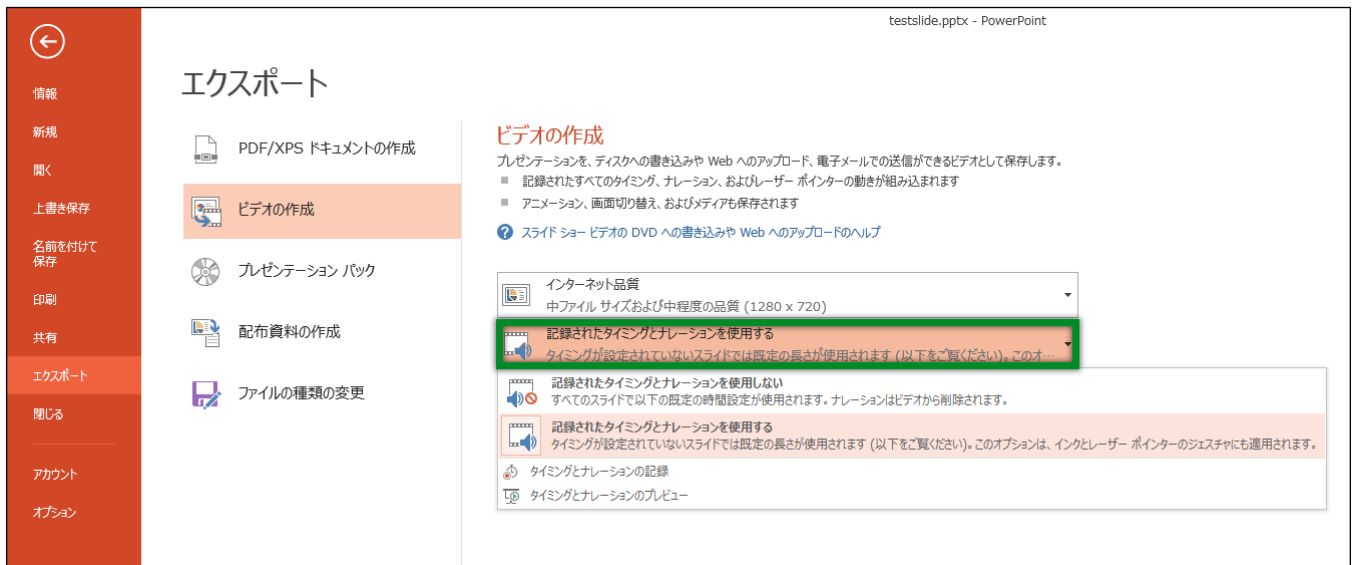 testslide.pptx - PowerPoint
情報
新規
開く
上書き保存
名前を付けて
保存
印刷
共有
エクスポート
閉じる
アカウント
オプション
エクスポート
PDF/XPS ドキュメントの作成
ビデオの作成
プレゼンテーション パック
配布資料の作成
ファイルの種類の変更
ビデオの作成
プレゼンテーションを、ディスクへの書き込みや Web へのアップロード、電子メールでの送信ができるビデオとして保存します。
記録されたすべてのタイミング、ナレーション、およびレーザー ポインターの動きが組み込まれます
アニメーション、画面切り替え、およびメディアも保存されます
スライド ショー ビデオの DVD への書き込みや Web へのアップロードのヘルプ
インターネット品質
中ファイル サイズおよび中程度の品質 (1280 x 720)
記録されたタイミングとナレーションを使用する
タイミングが設定されていないスライドでは既定の長さが使用されます (以下をご覧ください)。このオ…
記録されたタイミングとナレーションを使用しない
すべてのスライドで以下の既定の時間設定が使用されます。ナレーションはビデオから削除されます。
記録されたタイミングとナレーションを使用する
タイミングが設定されていないスライドでは既定の長さが使用されます (以下をご覧ください)。このオプションは、インクとレーザー ポインターのジェスチャにも適用されます。
タイミングとナレーションの記録
タイミングとナレーションのプレビュー